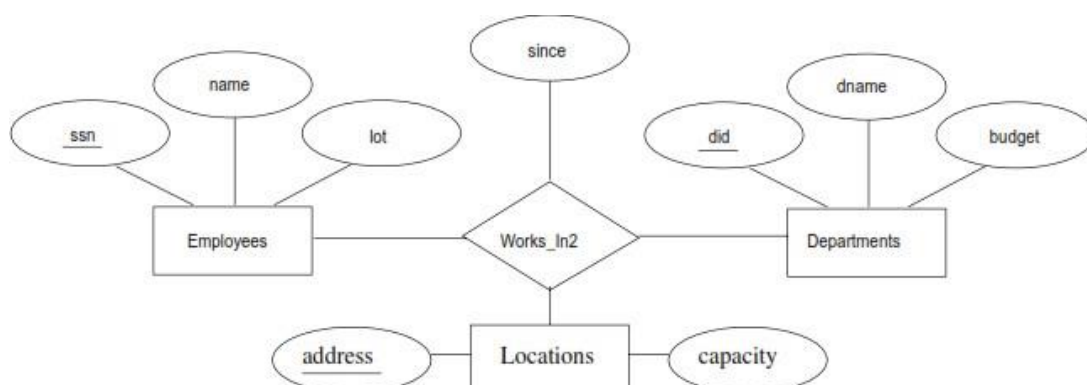 since
name
dname
ssn
lot
did
budget
Employees
Works_In2
Departments
address
Locations
capacity